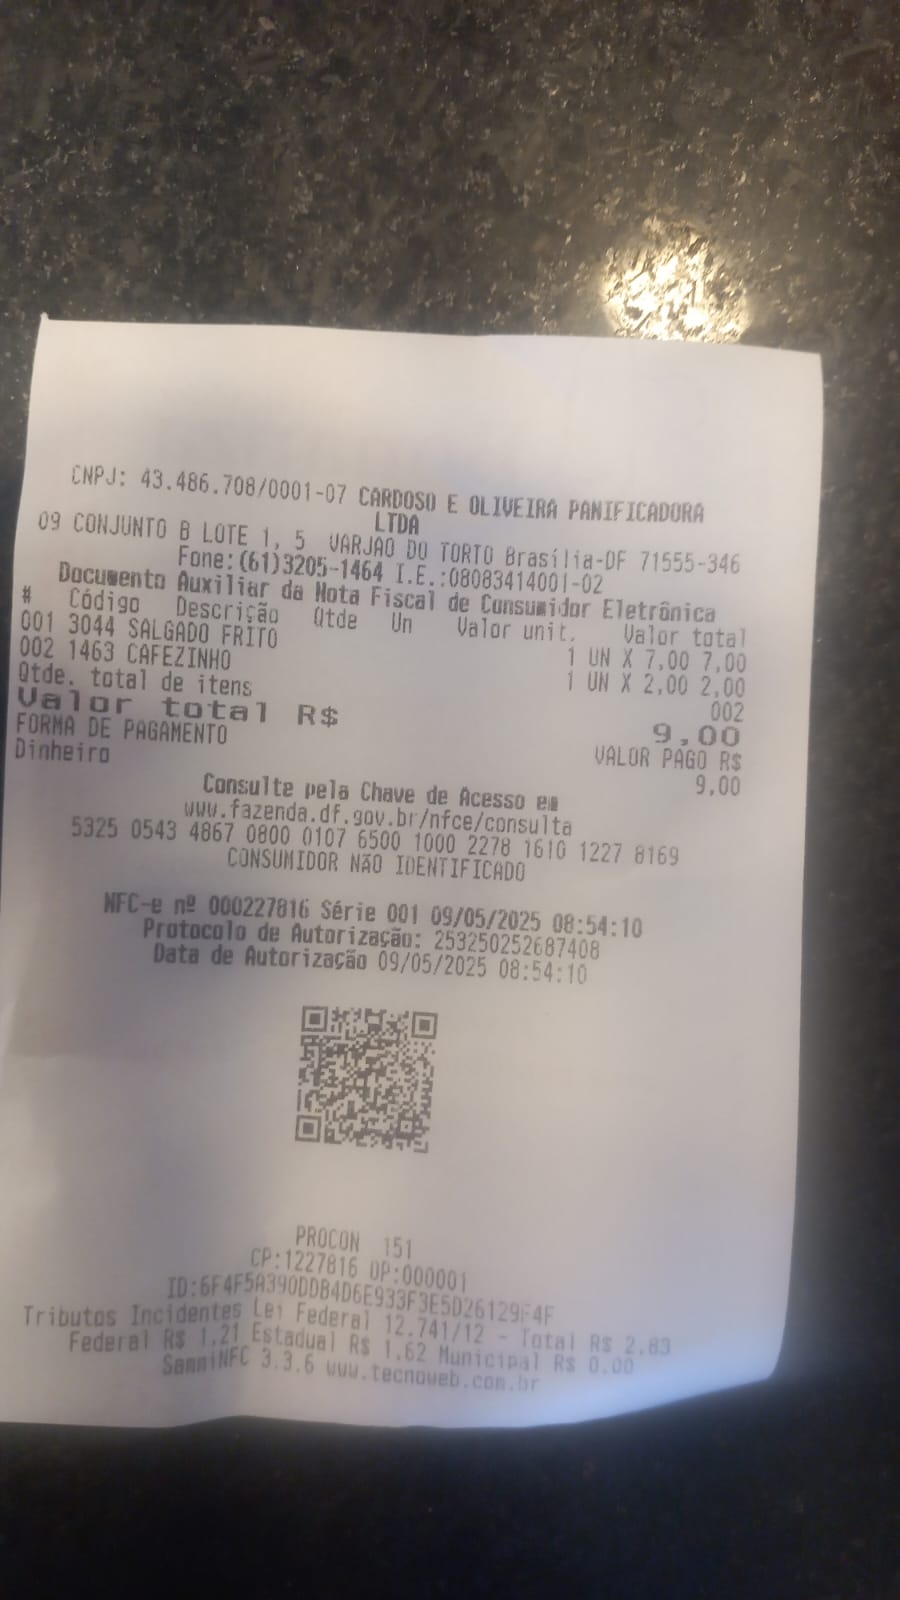 CNPJ: 43.486.708/0001-07 CARDOSO E OLIVEIRA PANIFICADORA
LTDA
09 CONJUNTO B LOTE 1, 5 VARJAO DO TORTO Brasília-DF 71555-346
Fone:(61)3205-1464 I.E.:08083414001-02
Documento Auxiliar da Nota Fiscal de Consumidor Eletrônica
# Código Descrição Qtde Un Valor unit. Valor total
001 3044 SALGADO FRITO 1 UN X 7,00 7,00
002 1463 CAFEZINHO 1 UN X 2,00 2,00
Qtde. total de itens 002
Valor total R$ 9,00
FORMA DE PAGAMENTO VALOR PAGO R$
Dinheiro 9,00
Consulte pela Chave de Acesso em
www.fazenda.df.gov.br/nfce/consulta
5325 0543 4867 0800 0107 6500 1000 2278 1610 1227 8169
CONSUMIDOR NãO IDENTIFICADO
NFC-e nº 000227816 Série 001 09/05/2025 08:54:10
Protocolo de Autorização: 253250252687408
Data de Autorização 09/05/2025 08:54:10
PROCON 151
CP:1227816 OP:000001
ID:6F4F5A390DDB4D6E933F3E5D26129F4F
Tributos Incidentes Lei Federal 12.741/12 - Total R$ 2.83
Federal R$ 1.21 Estadual R$ 1.62 Municipal R$ 0.00
SammiNFC 3.3.6 www.tecnoweb.com.br